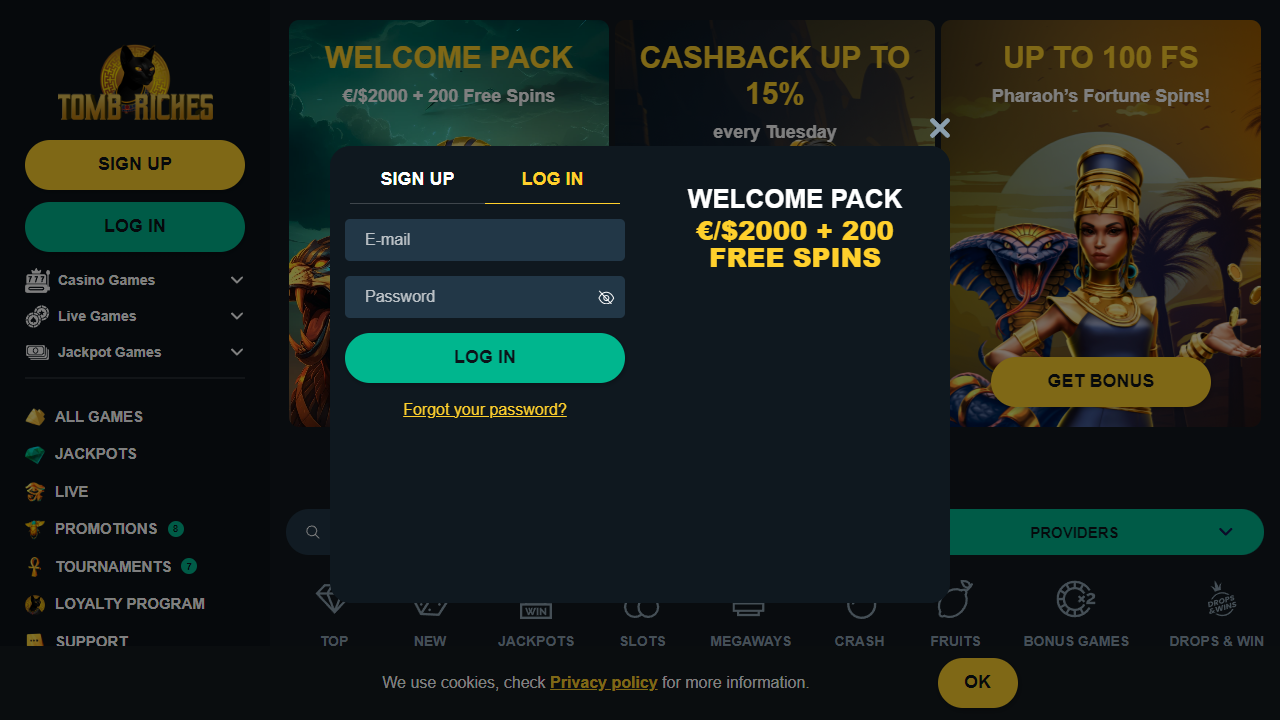 TOMB RICHES
SIGN UP
LOG IN
Casino Games
Live Games
Jackpot Games
ALL GAMES
JACKPOTS
LIVE
PROMOTIONS 8
TOURNAMENTS 7
LOYALTY PROGRAM
SUPPORT
WELCOME PACK
€/$2000 + 200 Free Spins
CASHBACK UP TO
15%
every Tuesday
UP TO 100 FS
Pharaoh's Fortune Spins!
GET BONUS
SIGN UP LOG IN
E-mail
Password
LOG IN
Forgot your password?
WELCOME PACK
€/$2000 + 200
FREE SPINS
PROVIDERS
WIN
x2
DROPS
&WINS
TOP NEW JACKPOTS SLOTS MEGAWAYS CRASH FRUITS BONUS GAMES DROPS & WIN
We use cookies, check Privacy policy for more information.
OK